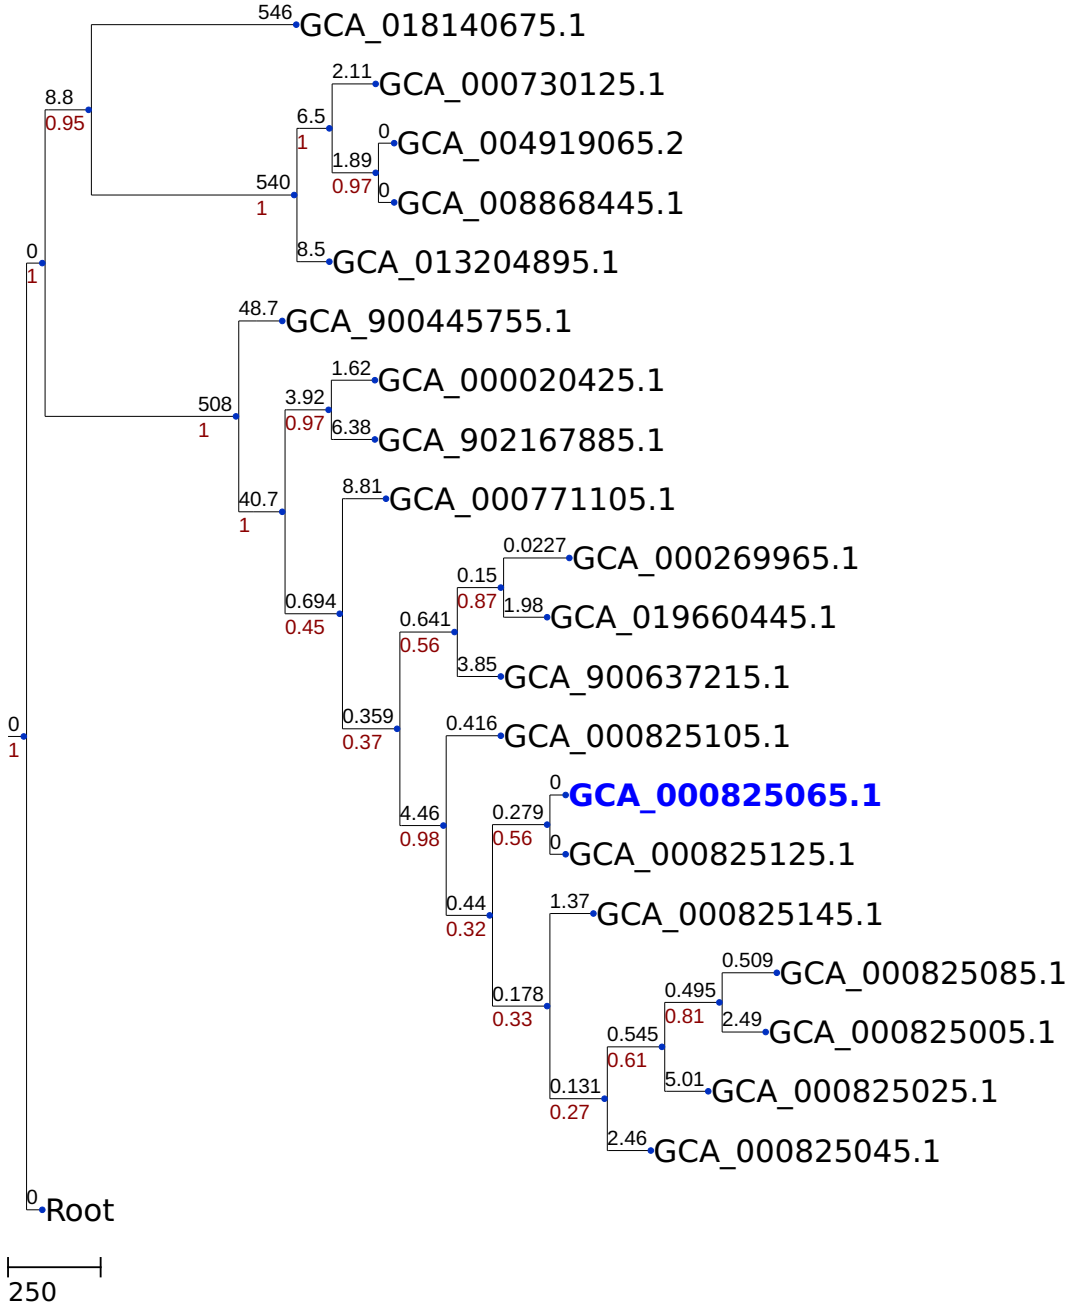 546 GCA_018140675.1
2.11 GCA_000730125.1
8.8
0.95
6.5
1
0 GCA_004919065.2
1.89
0.97
0 GCA_008868445.1
540
1
8.5 GCA_013204895.1
0
1
48.7 GCA_900445755.1
1.62 GCA_000020425.1
3.92
0.97
6.38 GCA_902167885.1
508
1
8.81 GCA_000771105.1
40.7
1
0.0227 GCA_000269965.1
0.15
0.87
1.98 GCA_019660445.1
0.694
0.45
0.641
0.56
3.85 GCA_900637215.1
0.359
0.37
0.416 GCA_000825105.1
0
1
0 GCA_000825065.1
0.279
0.56
4.46
0.98
0 GCA_000825125.1
0.44
0.32
1.37 GCA_000825145.1
0.509 GCA_000825085.1
0.495
0.81
0.178
0.33
2.49 GCA_000825005.1
0.545
0.61
5.01 GCA_000825025.1
0.131
0.27
2.46 GCA_000825045.1
0 Root
250